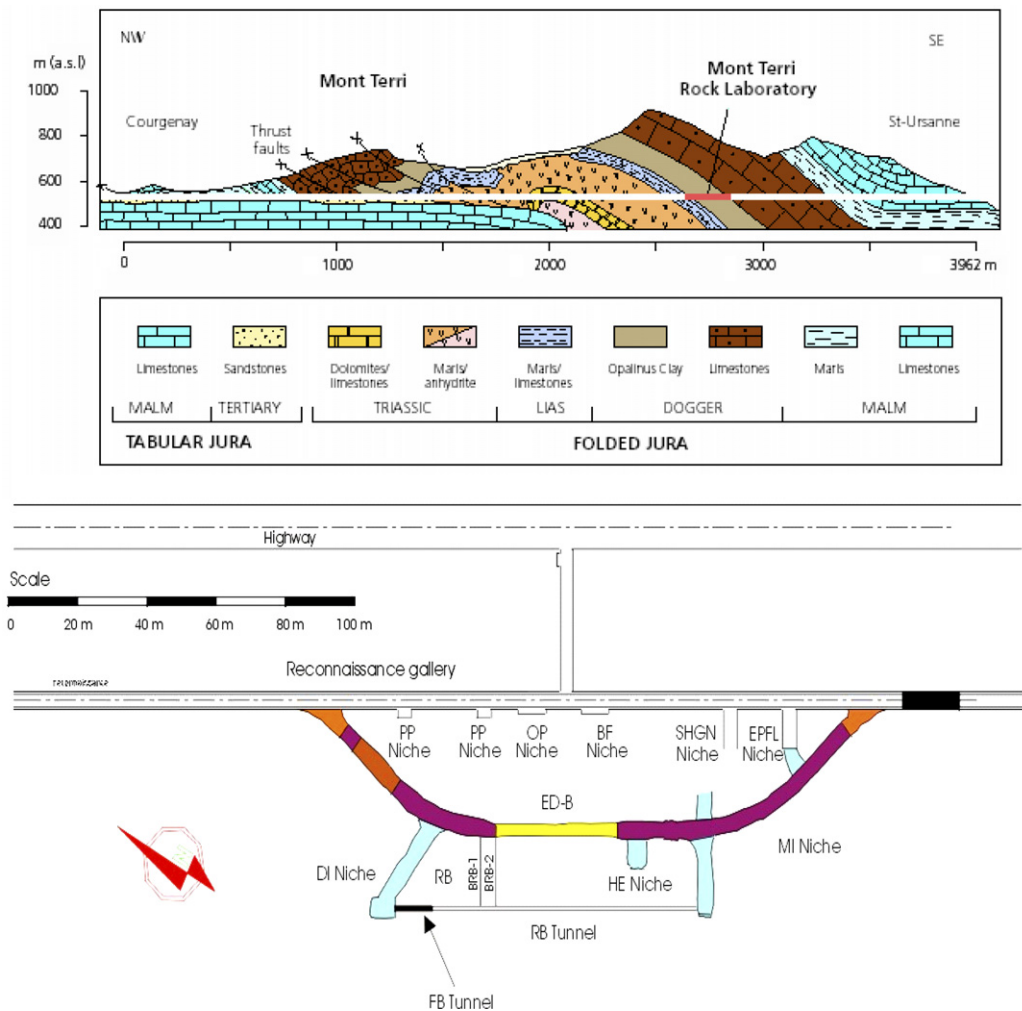 NW
SE
m (a.s.l)
Mont Terri
Mont Terri
Rock Laboratory
1000
Courgenay
Thrust
faults
St-Ursanne
800
600
400
0
1000
2000
3000
3962 m
Limestones
Sandstones
Dolomites/
limestones
Marls/
anhydrite
Marls/
limestones
Opalinus Clay
Limestones
Marls
Limestones
MALM
TERTIARY
TRIASSIC
LIAS
DOGGER
MALM
TABULAR JURA
FOLDED JURA
Highway
Scale
0
20 m
40 m
60 m
80 m
100 m
Reconnaissance gallery
PP
Niche
PP
Niche
OP
Niche
BF
Niche
SHGN
Niche
EPFL
Niche
ED-B
DI Niche
RB
BRB-1
BRB-2
HE Niche
MI Niche
RB Tunnel
FB Tunnel